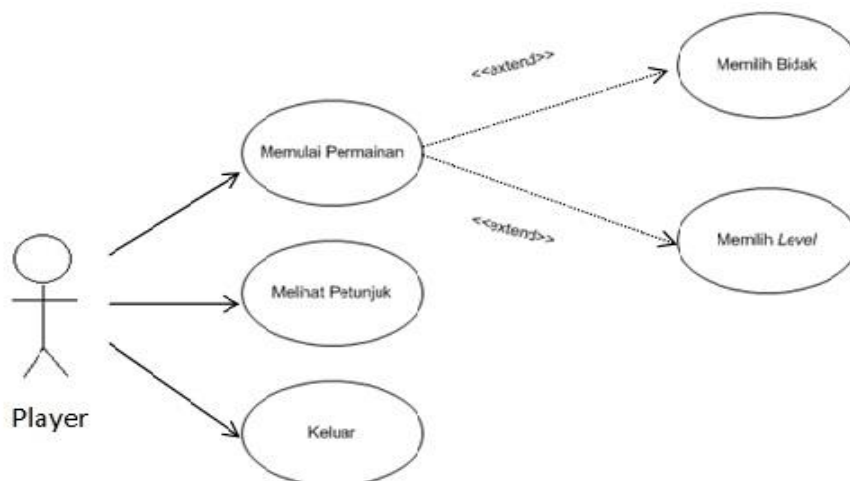 <<extend>>
Memilih Bidak
Memulai Permainan
<<extend>>
Memilih Level
Melihat Petunjuk
Player
Keluar